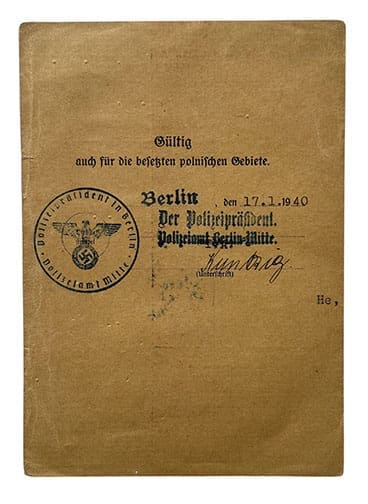 Gültig
auch für die besetzten polnischen Gebiete.
Berlin, den 17.1.1940
Der Polizeipräsident.
Polizeiamt Berlin-Mitte.
(Unterschrift)
He,
Polizeipräsident in Berlin
Polizeiamt Mitte